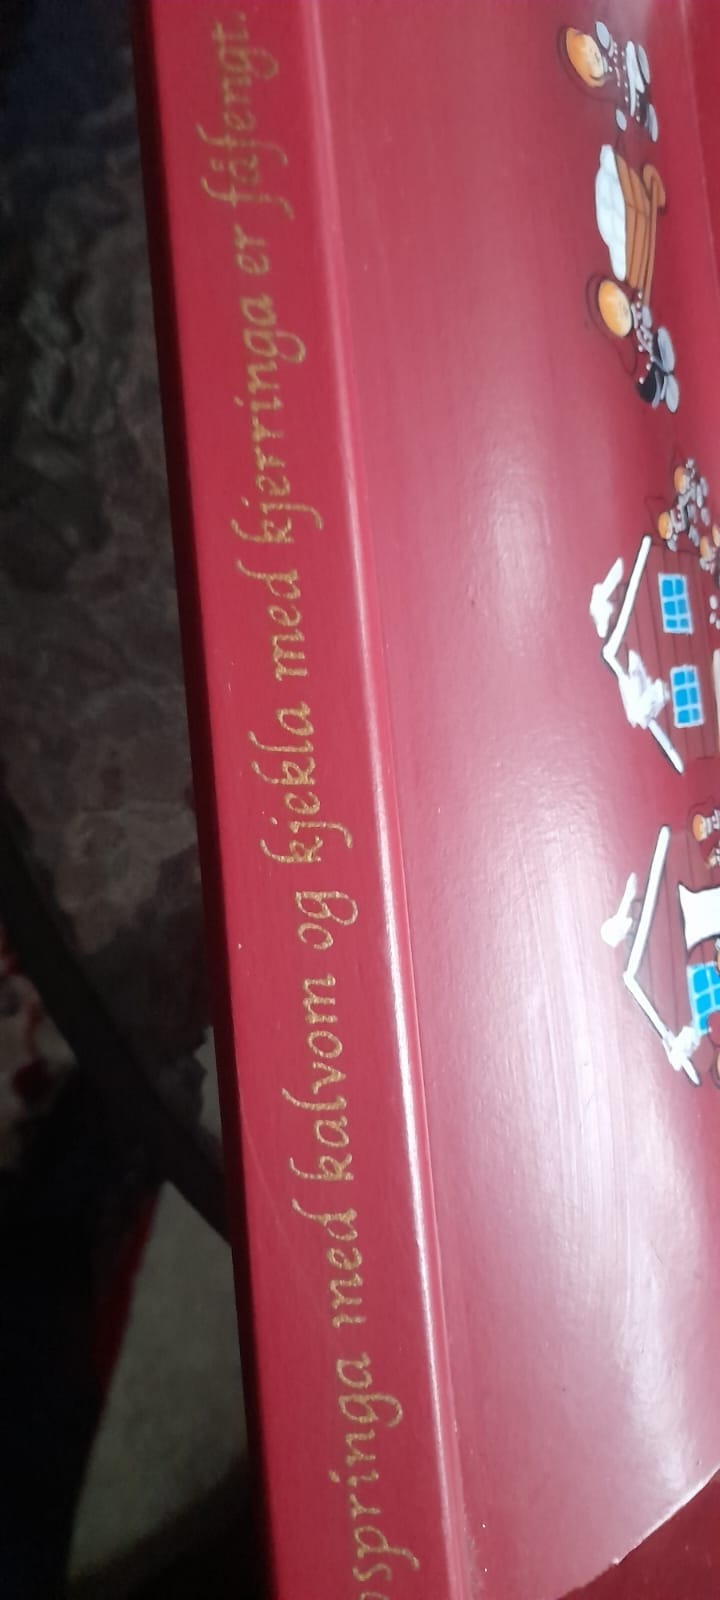 springa med kalvom og kjekla med kjerringa er fåfengt.